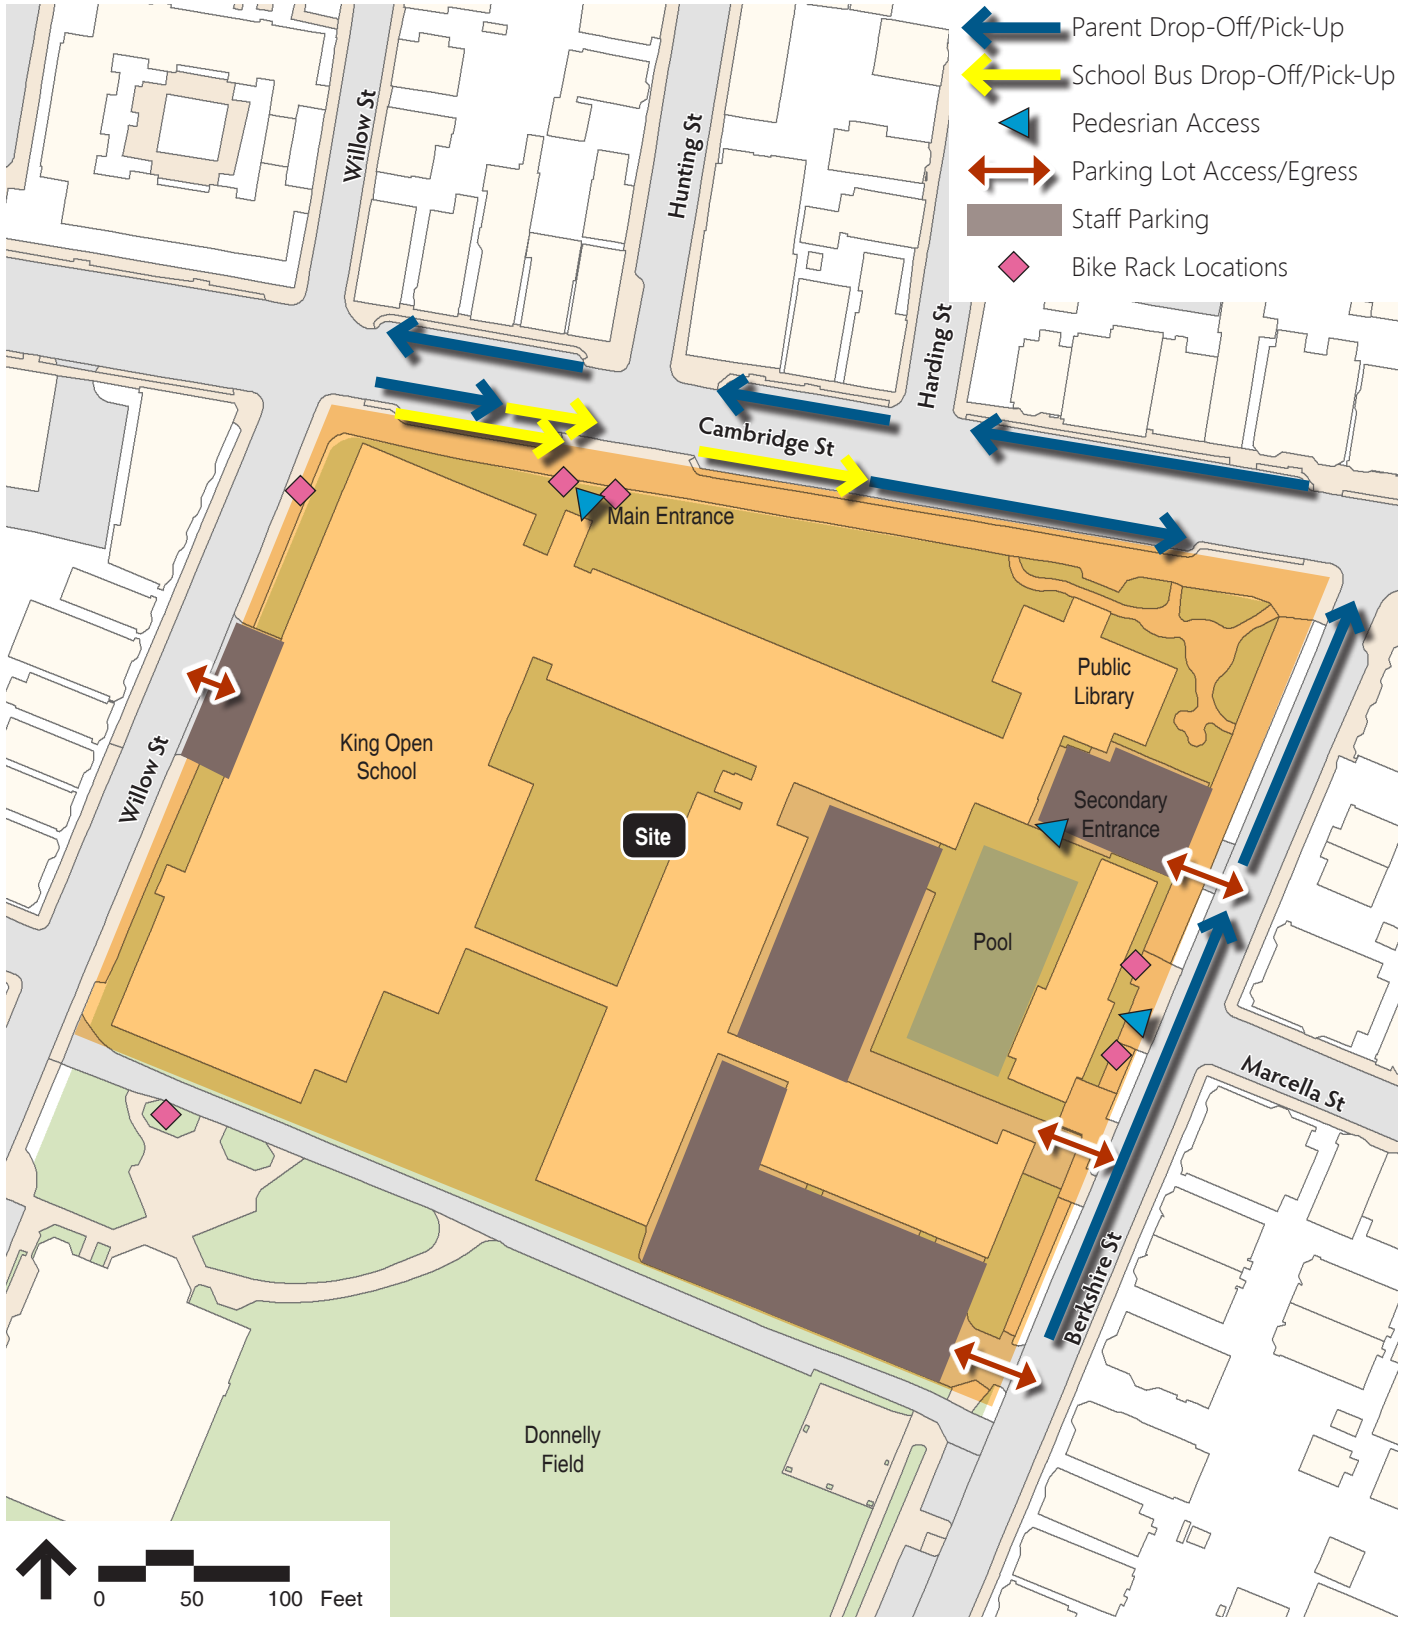 Parent Drop-Off/Pick-Up
School Bus Drop-Off/Pick-Up
Pedesrian Access
Parking Lot Access/Egress
Staff Parking
Bike Rack Locations
Willow St
Hunting St
Harding St
Cambridge St
Main Entrance
Public
Library
King Open
School
Willow St
Secondary
Entrance
Site
Pool
Marcella St
Berkshire St
Donnelly
Field
0 50 100 Feet